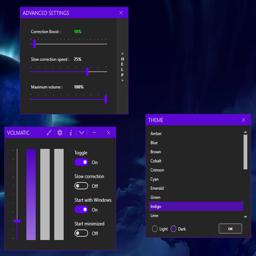 ADVANCED SETTINGS
Correction Boost : 10%
Slow correction speed : 75%
Maximum volume : 100%
< HELP >
VOLMATIC
Toggle
On
Slow correction
Off
Start with Windows
On
Start minimized
Off
THEME
Amber
Blue
Brown
Cobalt
Crimson
Cyan
Emerald
Green
Indigo
Lime
Light Dark OK